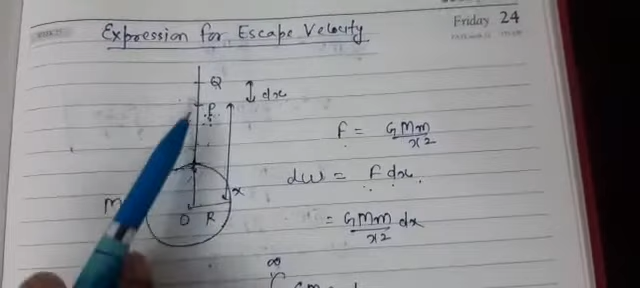 Friday 24
Expression for Escape Velocity
Q
dx
P
F = GMm/x2
dw = F dx.
x
M
O R
= GMm/x2 dx
∞